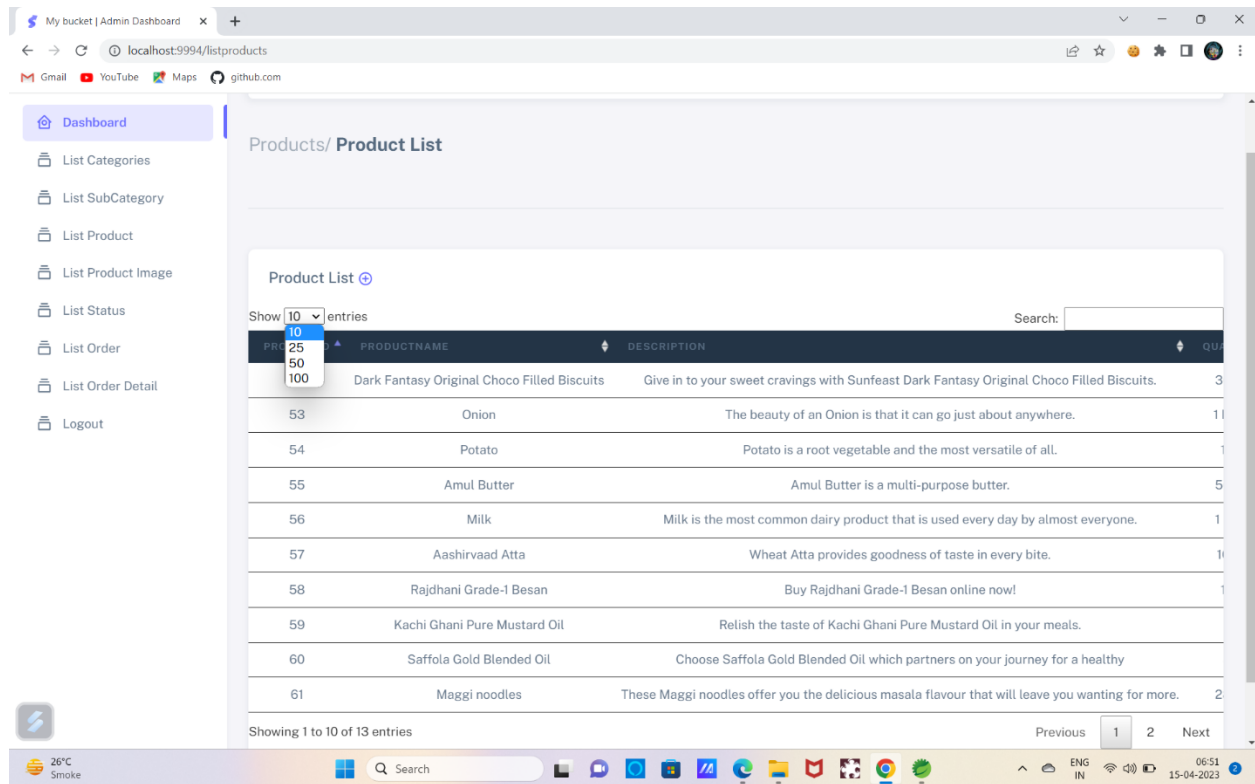 My bucket | Admin Dashboard
localhost:9994/listproducts
Gmail YouTube Maps github.com
Dashboard
List Categories
List SubCategory
List Product
List Product Image
List Status
List Order
List Order Detail
Logout
Products/ Product List
Product List
Show 10 entries
10
25
50
100
Search:
PRODUCTNAME DESCRIPTION
Dark Fantasy Original Choco Filled Biscuits Give in to your sweet cravings with Sunfeast Dark Fantasy Original Choco Filled Biscuits. 3
53 Onion The beauty of an Onion is that it can go just about anywhere. 1
54 Potato Potato is a root vegetable and the most versatile of all.
55 Amul Butter Amul Butter is a multi-purpose butter. 5
56 Milk Milk is the most common dairy product that is used every day by almost everyone. 1
57 Aashirvaad Atta Wheat Atta provides goodness of taste in every bite.
58 Rajdhani Grade-1 Besan Buy Rajdhani Grade-1 Besan online now!
59 Kachi Ghani Pure Mustard Oil Relish the taste of Kachi Ghani Pure Mustard Oil in your meals.
60 Saffola Gold Blended Oil Choose Saffola Gold Blended Oil which partners on your journey for a healthy
61 Maggi noodles These Maggi noodles offer you the delicious masala flavour that will leave you wanting for more. 2
Showing 1 to 10 of 13 entries
Previous 1 2 Next
26°C
Smoke
Search
ENG
IN
06:51
15-04-2023
2